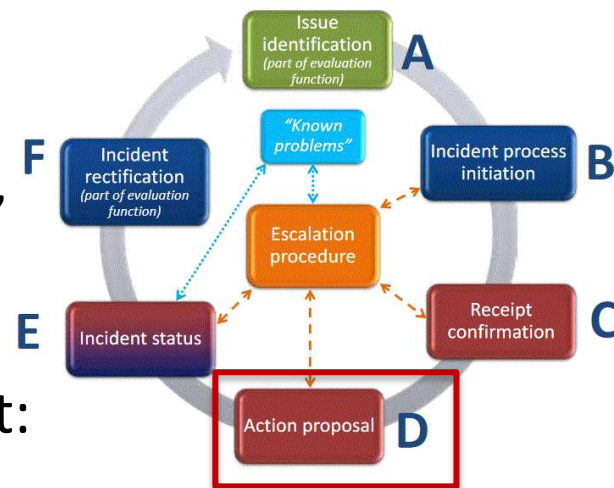 Issue
identification
(part of evaluation
function)
A
"Known
problems"
F
Incident
rectification
(part of evaluation
function)
Incident process
initiation
B
,
Escalation
procedure
E
Incident status
Receipt
confirmation
C
t:
Action proposal
D